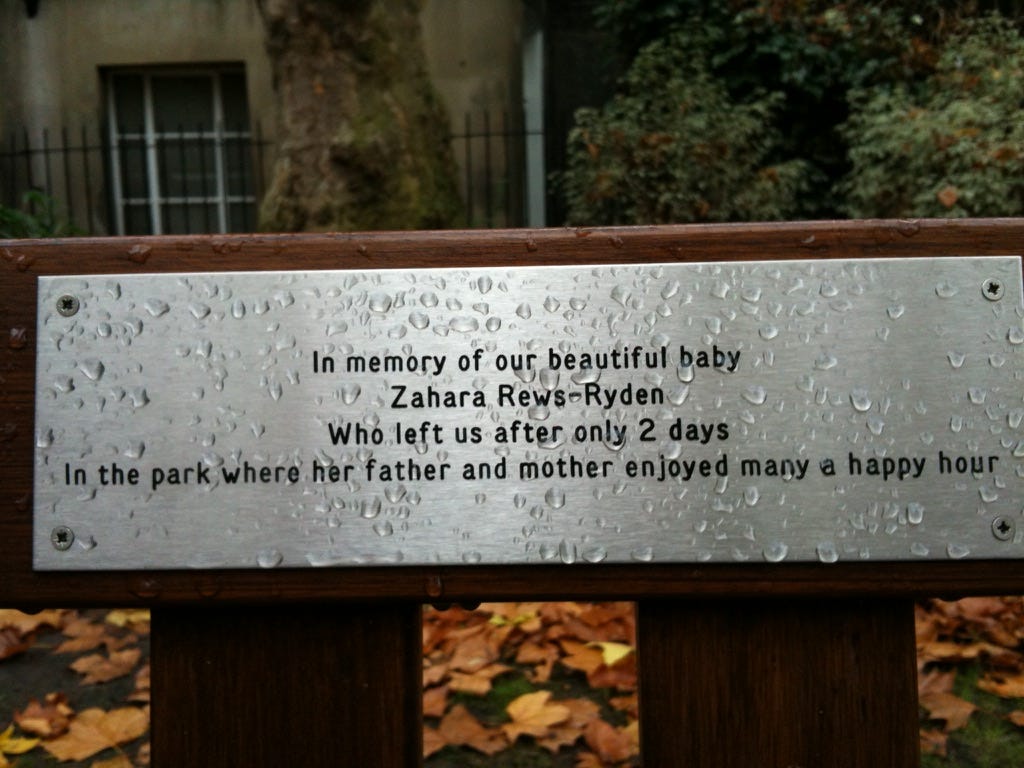 In memory of our beautiful baby
Zahara Rews-Ryden
Who left us after only 2 days
In the park where her father and mother enjoyed many a happy hour